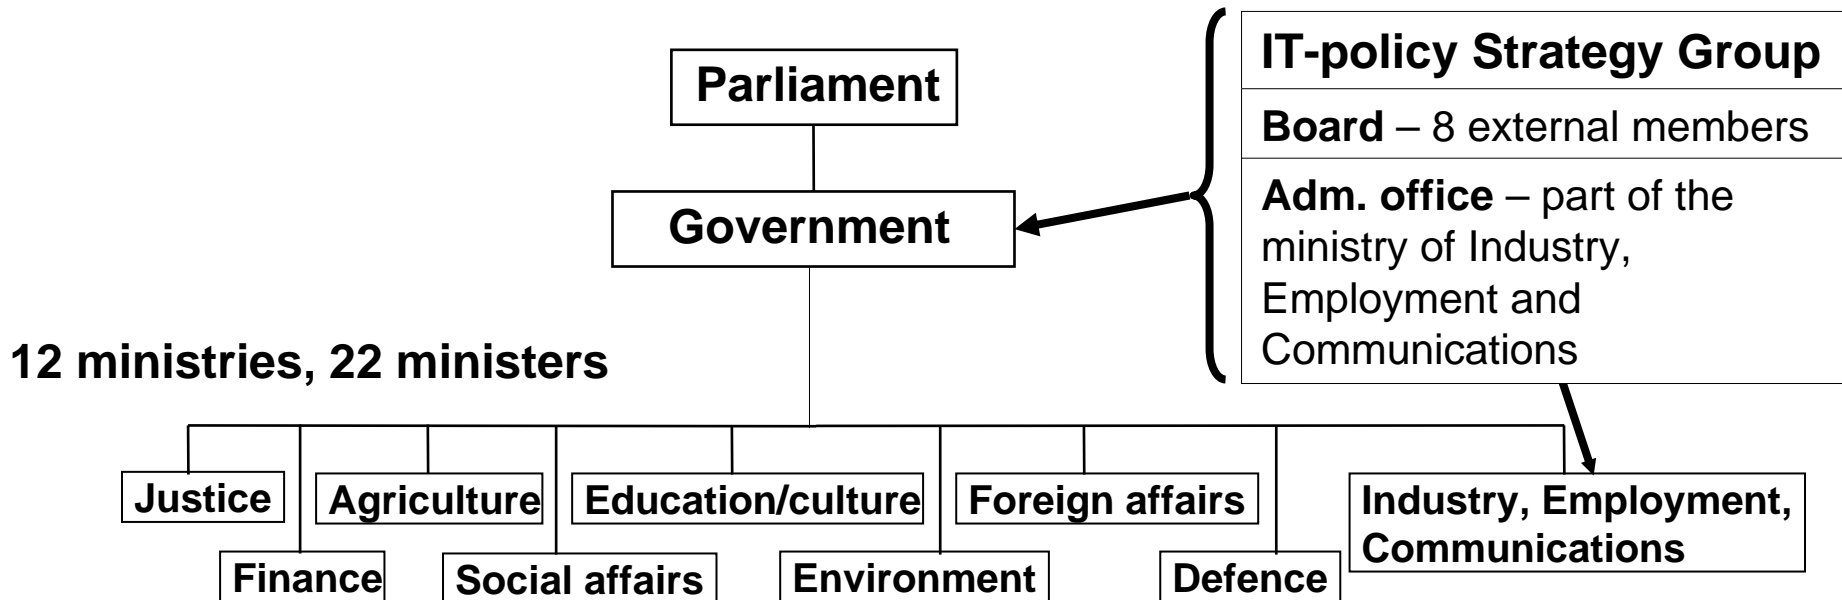 Parliament
Government
IT-policy Strategy Group
Board – 8 external members
Adm. office – part of the
ministry of Industry,
Employment and
Communications
12 ministries, 22 ministers
Justice
Agriculture
Education/culture
Foreign affairs
Industry, Employment,
Communications
Finance
Social affairs
Environment
Defence